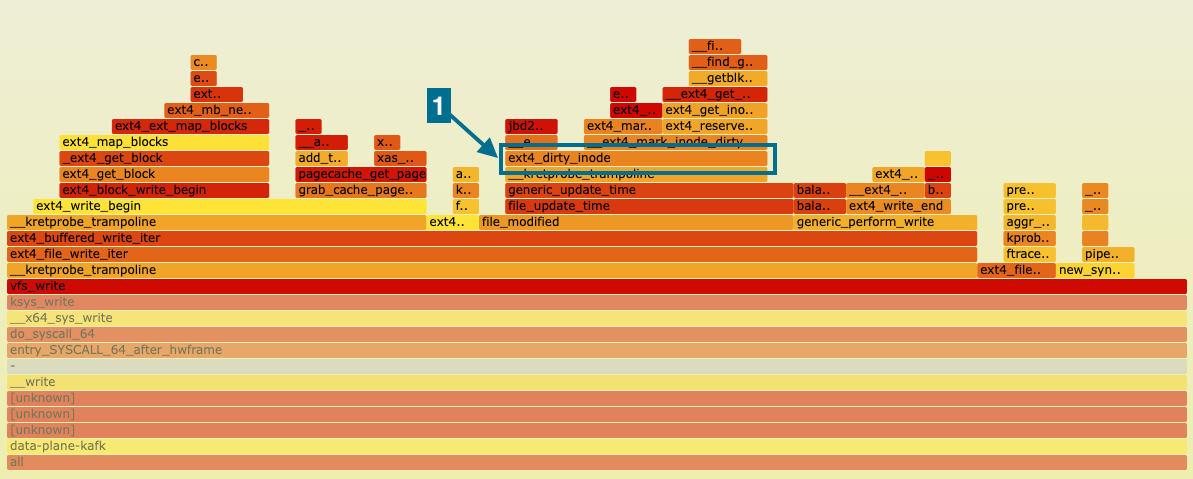 __fi..
c.. __find_g..
e.. __getblk..
ext.. e.. __ext4_get_..
1
ext4_mb_ne.. ext4_.. ext4_get_ino..
ext4_ext_map_blocks __.. jbd2.. ext4_mar.. ext4_reserve..
ext4_map_blocks __a.. x.. __e.. __ext4_mark_inode_dirty
_ext4_get_block add_t.. xas_.. ext4_dirty_inode
ext4_get_block pagecache_get_page a.. __kretprobe_trampoline ext4_.. _..
ext4_block_write_begin grab_cache_page.. k.. generic_update_time bala.. __ext4_.. b.. pre.. _..
ext4_write_begin f.. file_update_time bala.. ext4_write_end pre.. _..
__kretprobe_trampoline ext4.. file_modified generic_perform_write aggr_..
ext4_buffered_write_iter kprob..
ext4_file_write_iter ftrace.. pipe..
__kretprobe_trampoline ext4_file.. new_syn..
vfs_write
ksys_write
__x64_sys_write
do_syscall_64
entry_SYSCALL_64_after_hwframe
-
__write
[unknown]
[unknown]
[unknown]
data-plane-kafk
all